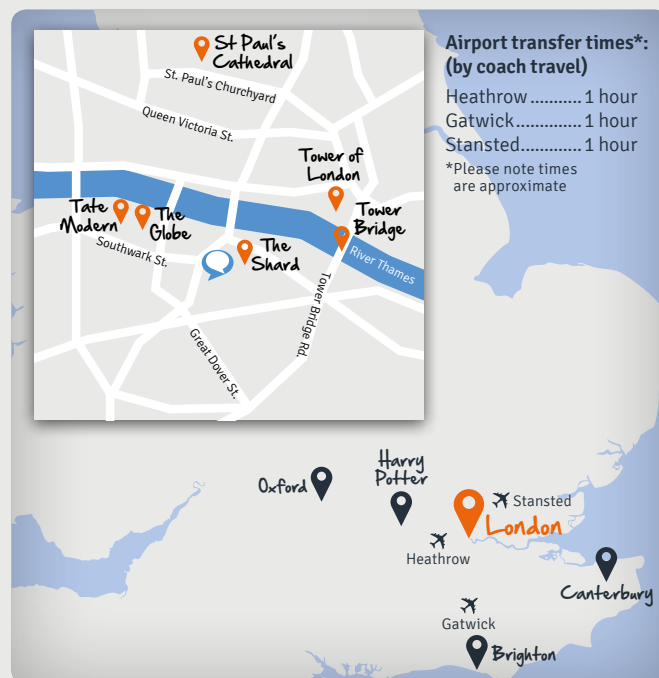 St Paul's
Cathedral
St. Paul's Churchyard
Queen Victoria St.
Tower of
London
Tate
Modern
The
Globe
Tower
Bridge
Southwark St.
The
Shard
River Thames
Tower Bridge Rd.
Great Dover St.
Airport transfer times*:
(by coach travel)
Heathrow........... 1 hour
Gatwick............. 1 hour
Stansted............ 1 hour
*Please note times
are approximate
Harry
Potter
Oxford
Stansted
London
Heathrow
Canterbury
Gatwick
Brighton